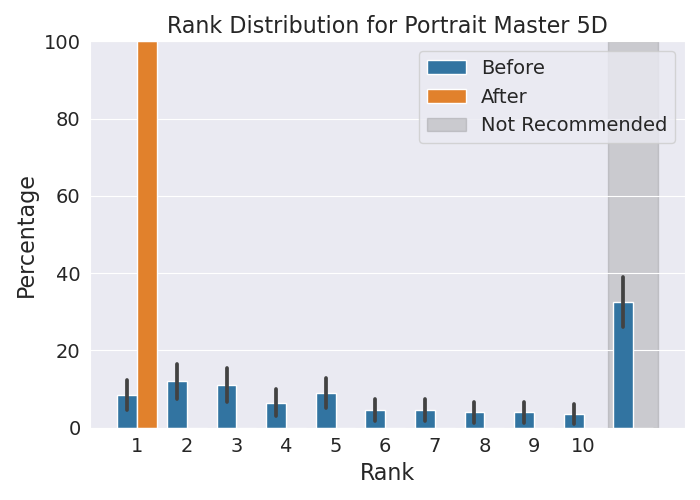 Rank Distribution for Portrait Master 5D
Before
After
Not Recommended
Percentage
100
80
60
40
20
0
1 2 3 4 5 6 7 8 9 10
Rank